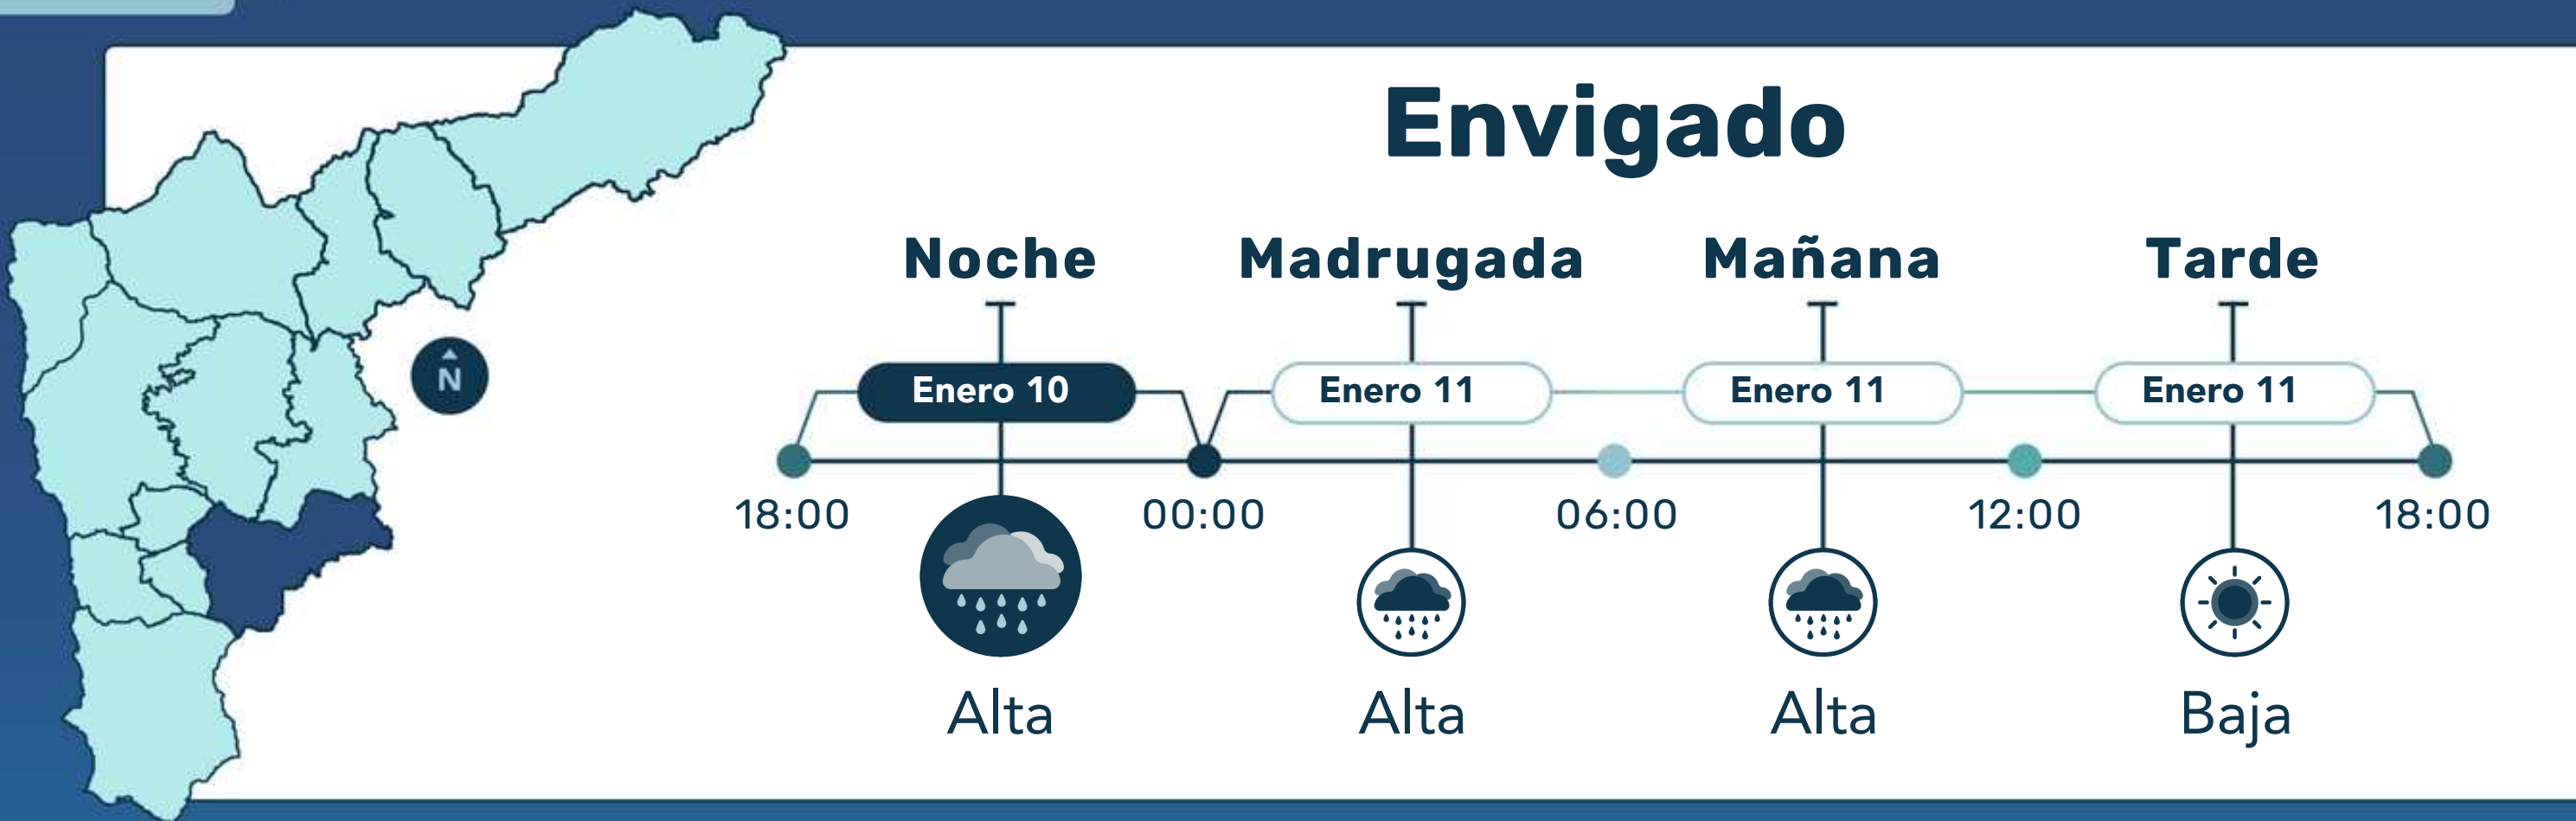 Envigado
Noche Madrugada Mañana Tarde
N
Enero 10 Enero 11 Enero 11 Enero 11
18:00 00:00 06:00 12:00 18:00
Alta Alta Alta Baja